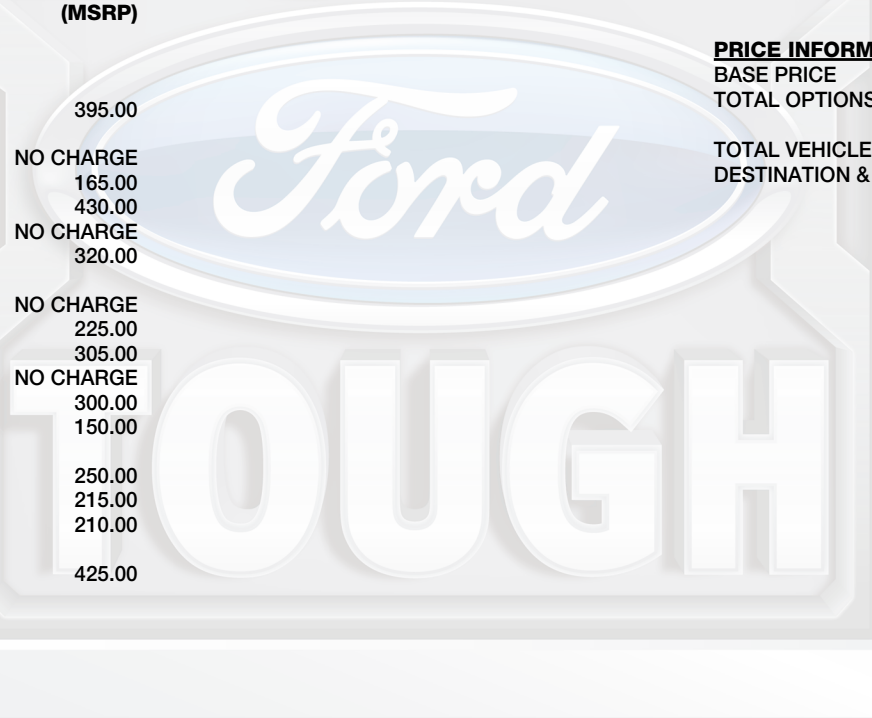 (MSRP)
395.00
NO CHARGE
165.00
430.00
NO CHARGE
320.00
NO CHARGE
225.00
305.00
NO CHARGE
300.00
150.00
250.00
215.00
210.00
425.00
PRICE INFORM
BASE PRICE
TOTAL OPTIONS
TOTAL VEHICLE
DESTINATION &
Ford
TOUGH